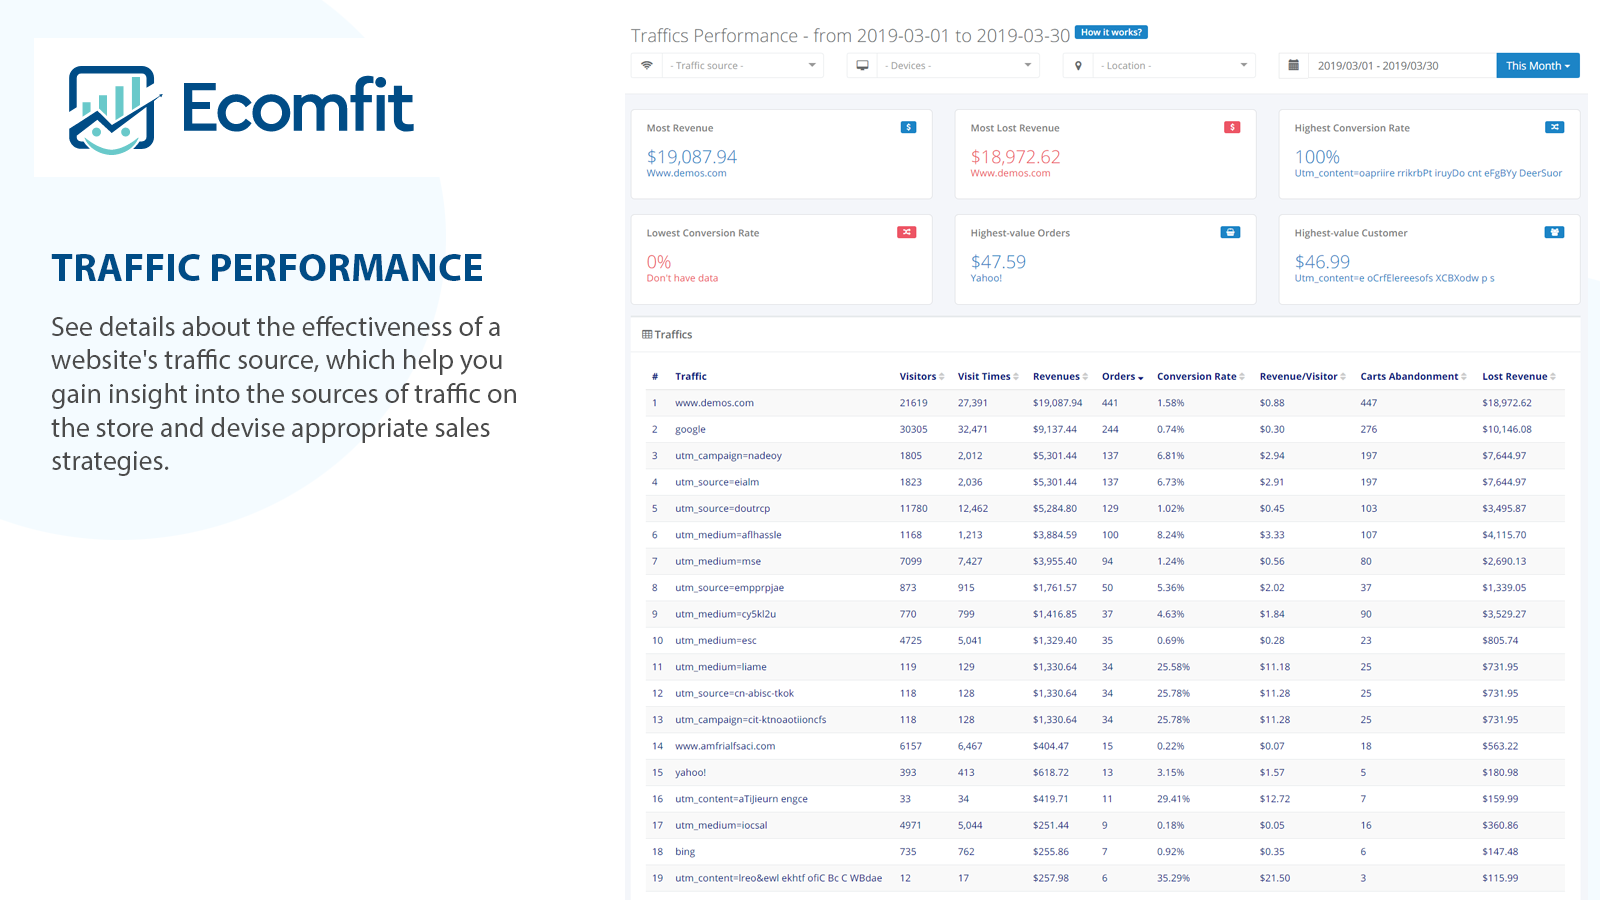 Ecomfit
TRAFFIC PERFORMANCE
See details about the effectiveness of a
website's traffic source, which help you
gain insight into the sources of traffic on
the store and devise appropriate sales
strategies.
Traffics Performance - from 2019-03-01 to 2019-03-30 How it works?
- Traffic source - - Devices - - Location - 2019/03/01 - 2019/03/30 This Month
Most Revenue $ Most Lost Revenue $ Highest Conversion Rate
$19,087.94 $18,972.62 100%
Www.demos.com Www.demos.com Utm_content=oapriire rrikrbPt iruyDo cnt eFgBYy DeerSuor
Lowest Conversion Rate Highest-value Orders Highest-value Customer
0% $47.59 $46.99
Don't have data Yahoo! Utm_content=e oCrfElereesofs XCBXodw p s
Traffics
# Traffic Visitors Visit Times Revenues Orders Conversion Rate Revenue/Visitor Carts Abandonment Lost Revenue
1 www.demos.com 21619 27,391 $19,087.94 441 1.58% $0.88 447 $18,972.62
2 google 30305 32,471 $9,137.44 244 0.74% $0.30 276 $10,146.08
3 utm_campaign=nadeoy 1805 2,012 $5,301.44 137 6.81% $2.94 197 $7,644.97
4 utm_source=eialm 1823 2,036 $5,301.44 137 6.73% $2.91 197 $7,644.97
5 utm_source=doutrcp 11780 12,462 $5,284.80 129 1.02% $0.45 103 $3,495.87
6 utm_medium=aflhassle 1168 1,213 $3,884.59 100 8.24% $3.33 107 $4,115.70
7 utm_medium=mse 7099 7,427 $3,955.40 94 1.24% $0.56 80 $2,690.13
8 utm_source=empprpjae 873 915 $1,761.57 50 5.36% $2.02 37 $1,339.05
9 utm_medium=cy5kl2u 770 799 $1,416.85 37 4.63% $1.84 90 $3,529.27
10 utm_medium=esc 4725 5,041 $1,329.40 35 0.69% $0.28 23 $805.74
11 utm_medium=liame 119 129 $1,330.64 34 25.58% $11.18 25 $731.95
12 utm_source=cn-abisc-tkok 118 128 $1,330.64 34 25.78% $11.28 25 $731.95
13 utm_campaign=cit-ktnoaotiioncfs 118 128 $1,330.64 34 25.78% $11.28 25 $731.95
14 www.amfrialfsaci.com 6157 6,467 $404.47 15 0.22% $0.07 18 $563.22
15 yahoo! 393 413 $618.72 13 3.15% $1.57 5 $180.98
16 utm_content=aTiJieurn engce 33 34 $419.71 11 29.41% $12.72 7 $159.99
17 utm_medium=iocsal 4971 5,044 $251.44 9 0.18% $0.05 16 $360.86
18 bing 735 762 $255.86 7 0.92% $0.35 6 $147.48
19 utm_content=lreo&ewl ekhtf ofiC Bc C WBdae 12 17 $257.98 6 35.29% $21.50 3 $115.99